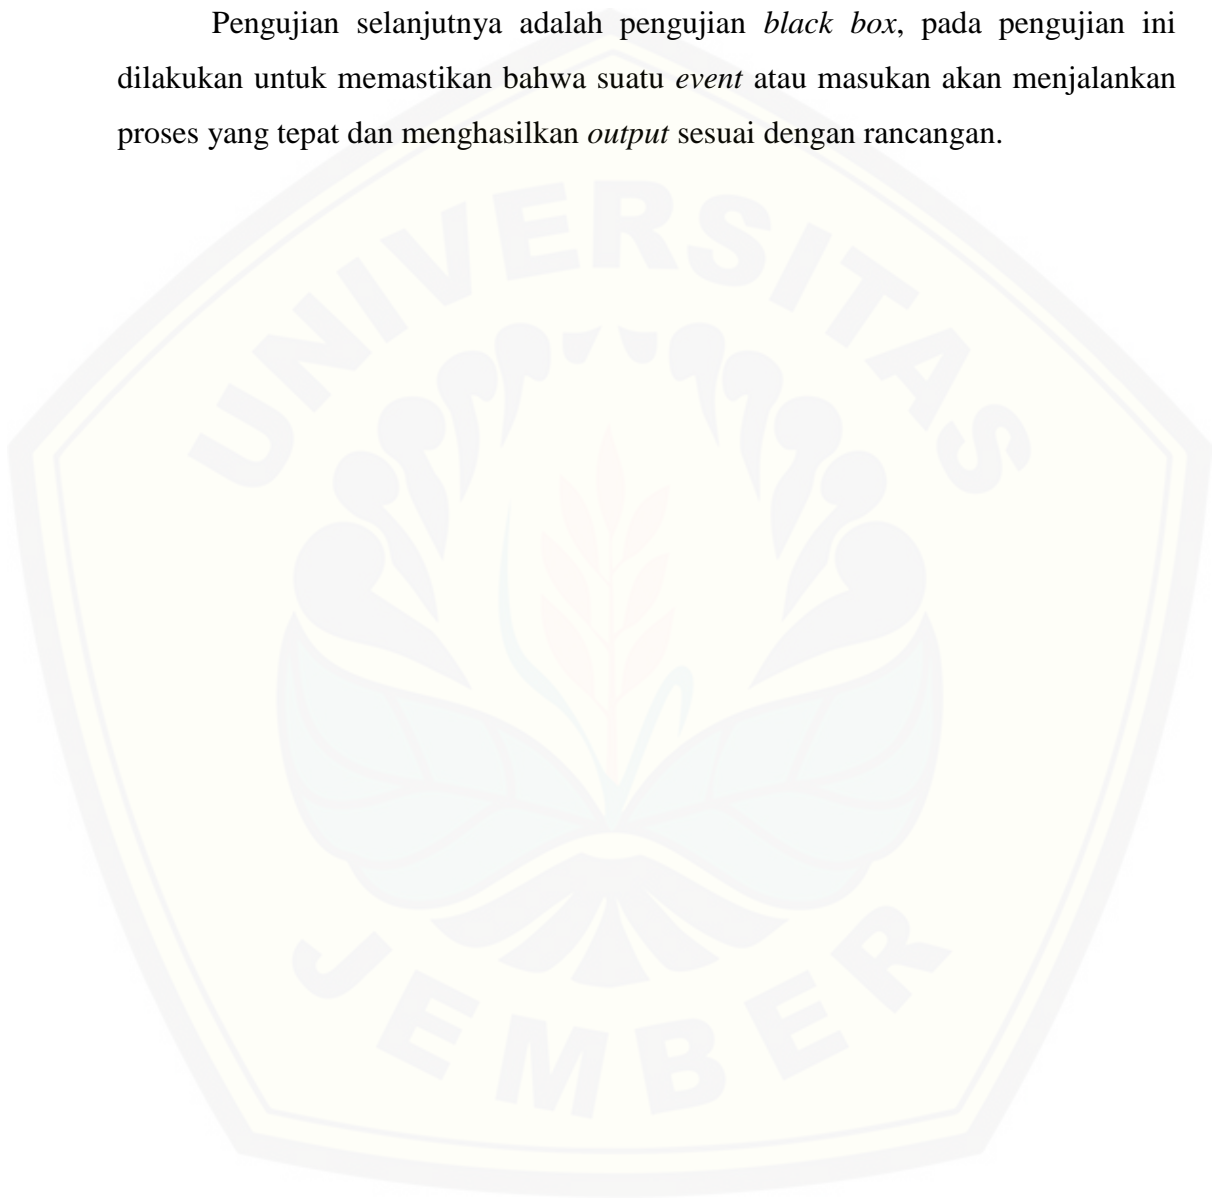 Pengujian selanjutnya adalah pengujian black box, pada pengujian ini
dilakukan untuk memastikan bahwa suatu event atau masukan akan menjalankan
proses yang tepat dan menghasilkan output sesuai dengan rancangan.
UNIVERSITAS
JEMBER